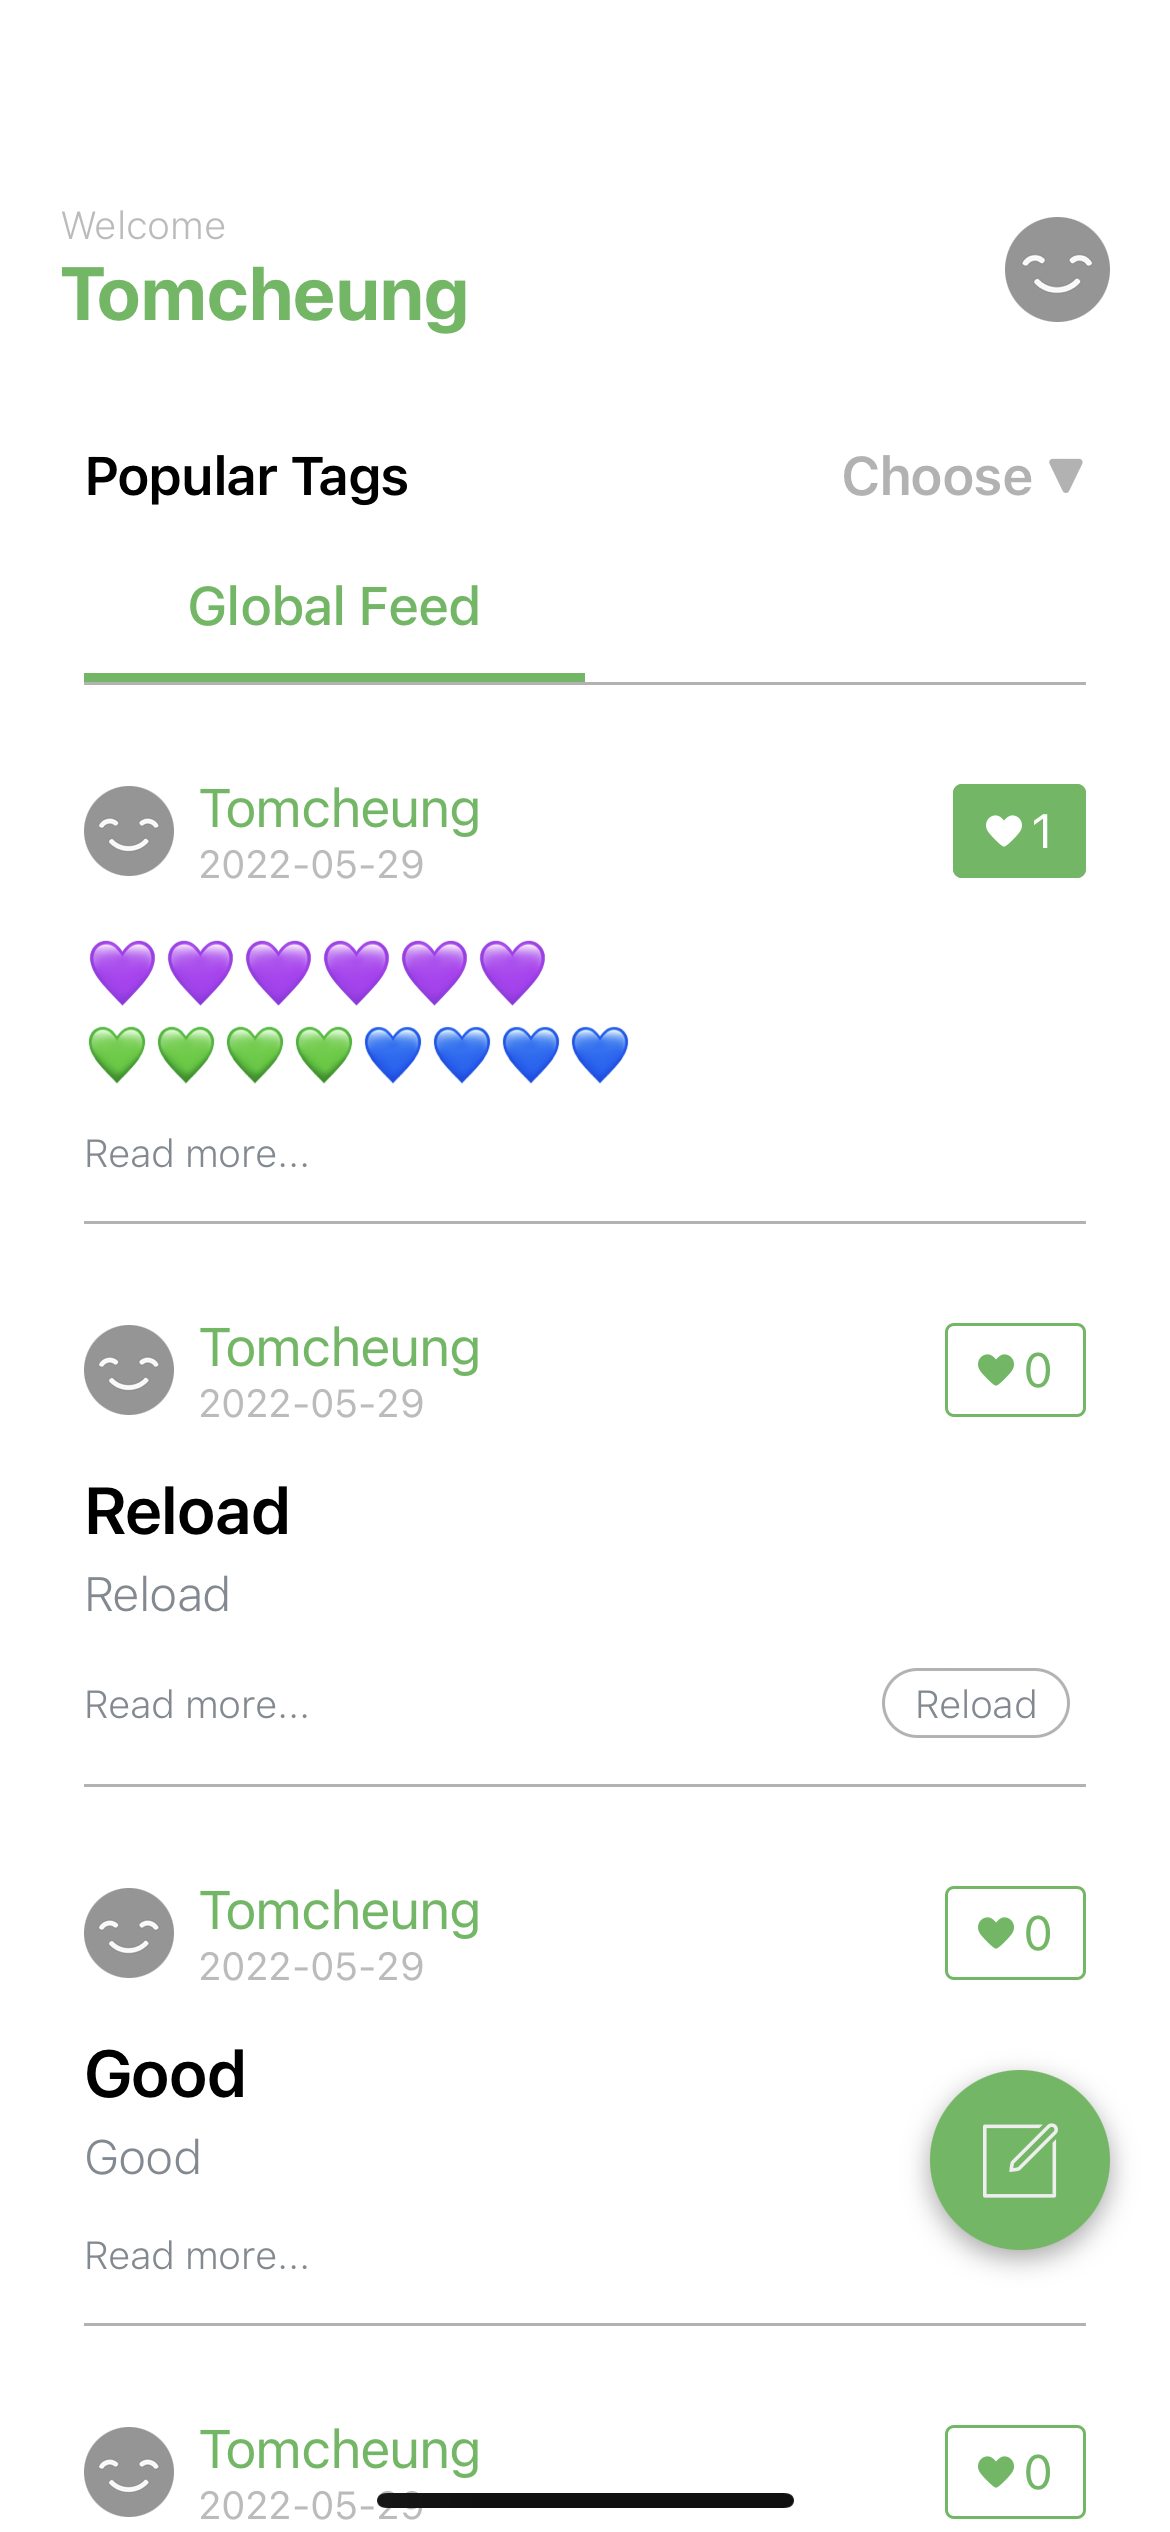 Welcome
Tomcheung
Popular Tags
Choose ▼
Global Feed
Tomcheung
2022-05-29
1
💜💜💜💜💜💜
💚💚💚💚💙💙💙💙
Read more...
Tomcheung
2022-05-29
0
Reload
Reload
Read more...
Reload
Tomcheung
2022-05-29
0
Good
Good
Read more...
Tomcheung
2022-05-29
0